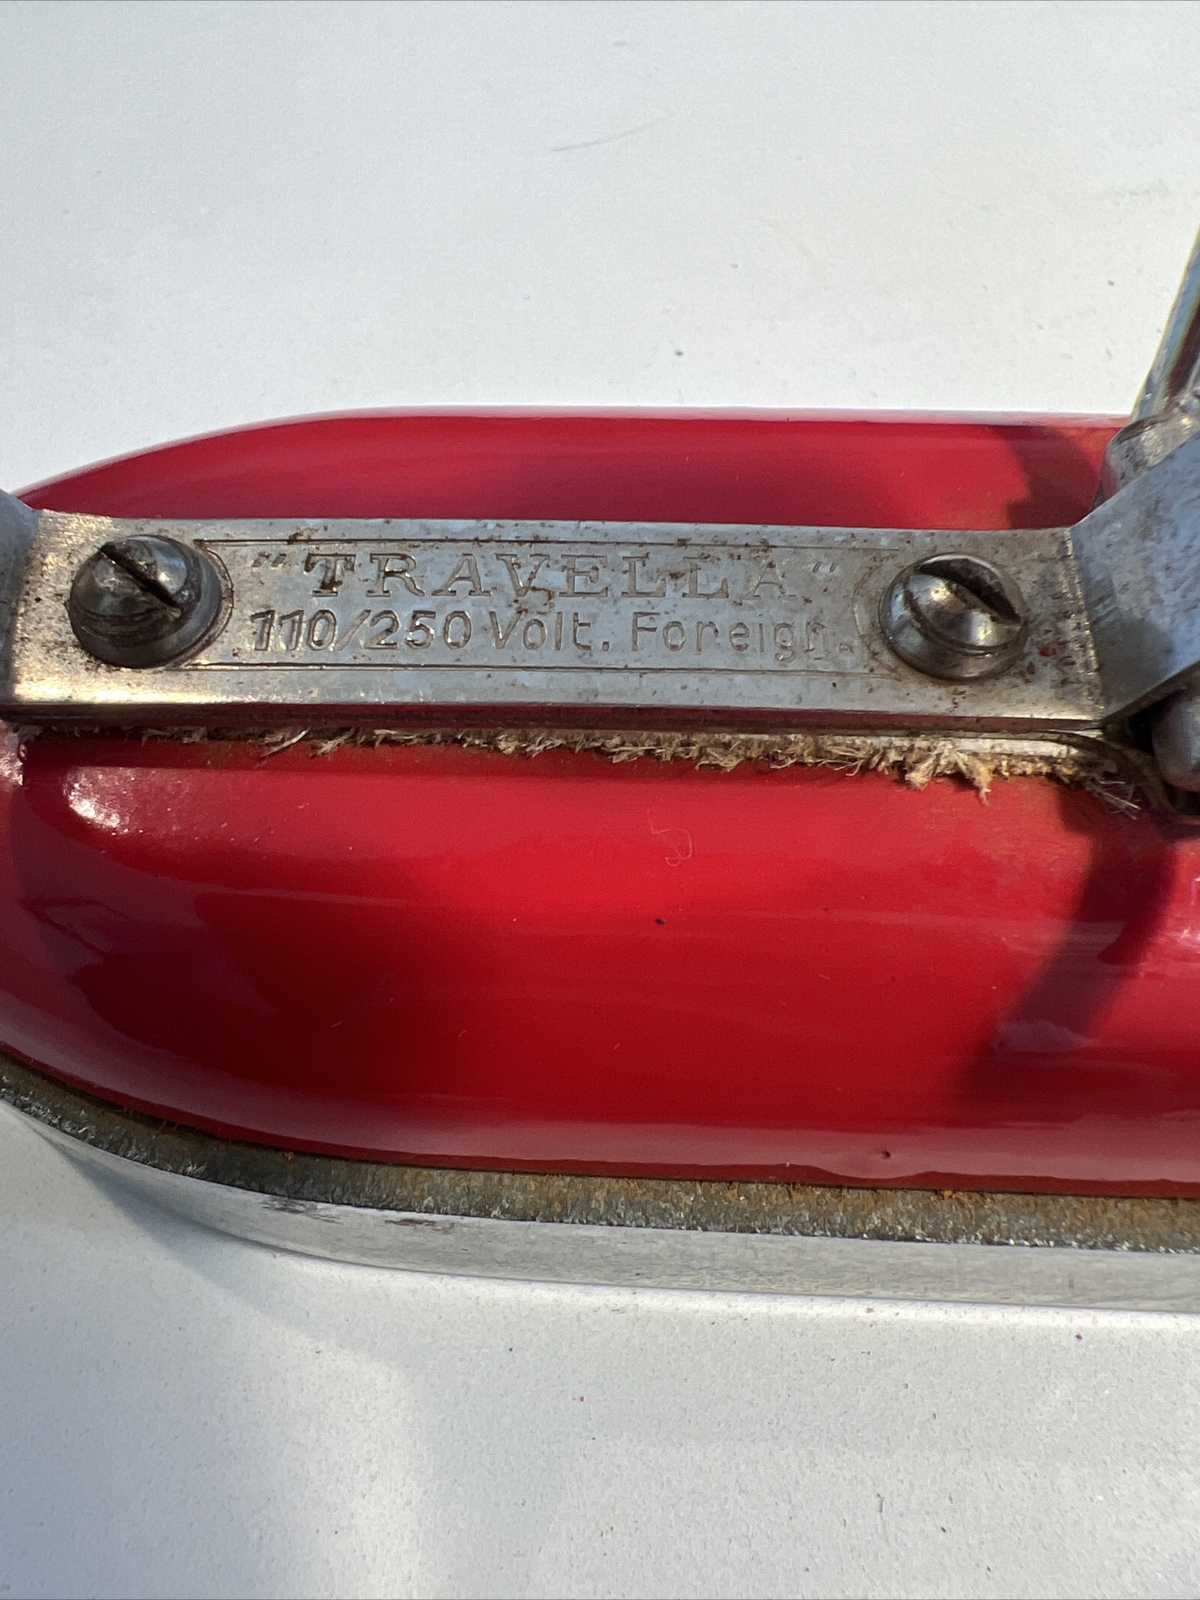 "TRAVELLA"
110/250 Volt. Foreign.